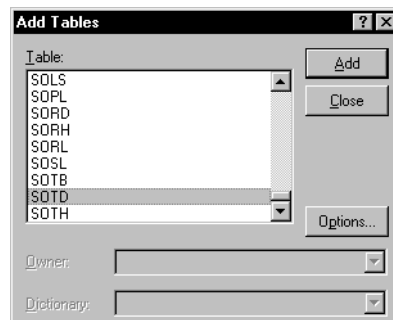 Add Tables
Table:
SOLS
SOPL
SORD
SORH
SORL
SOSL
SOTB
SOTD
SOTH
Add
Close
Options...
Owner:
Dictionary: